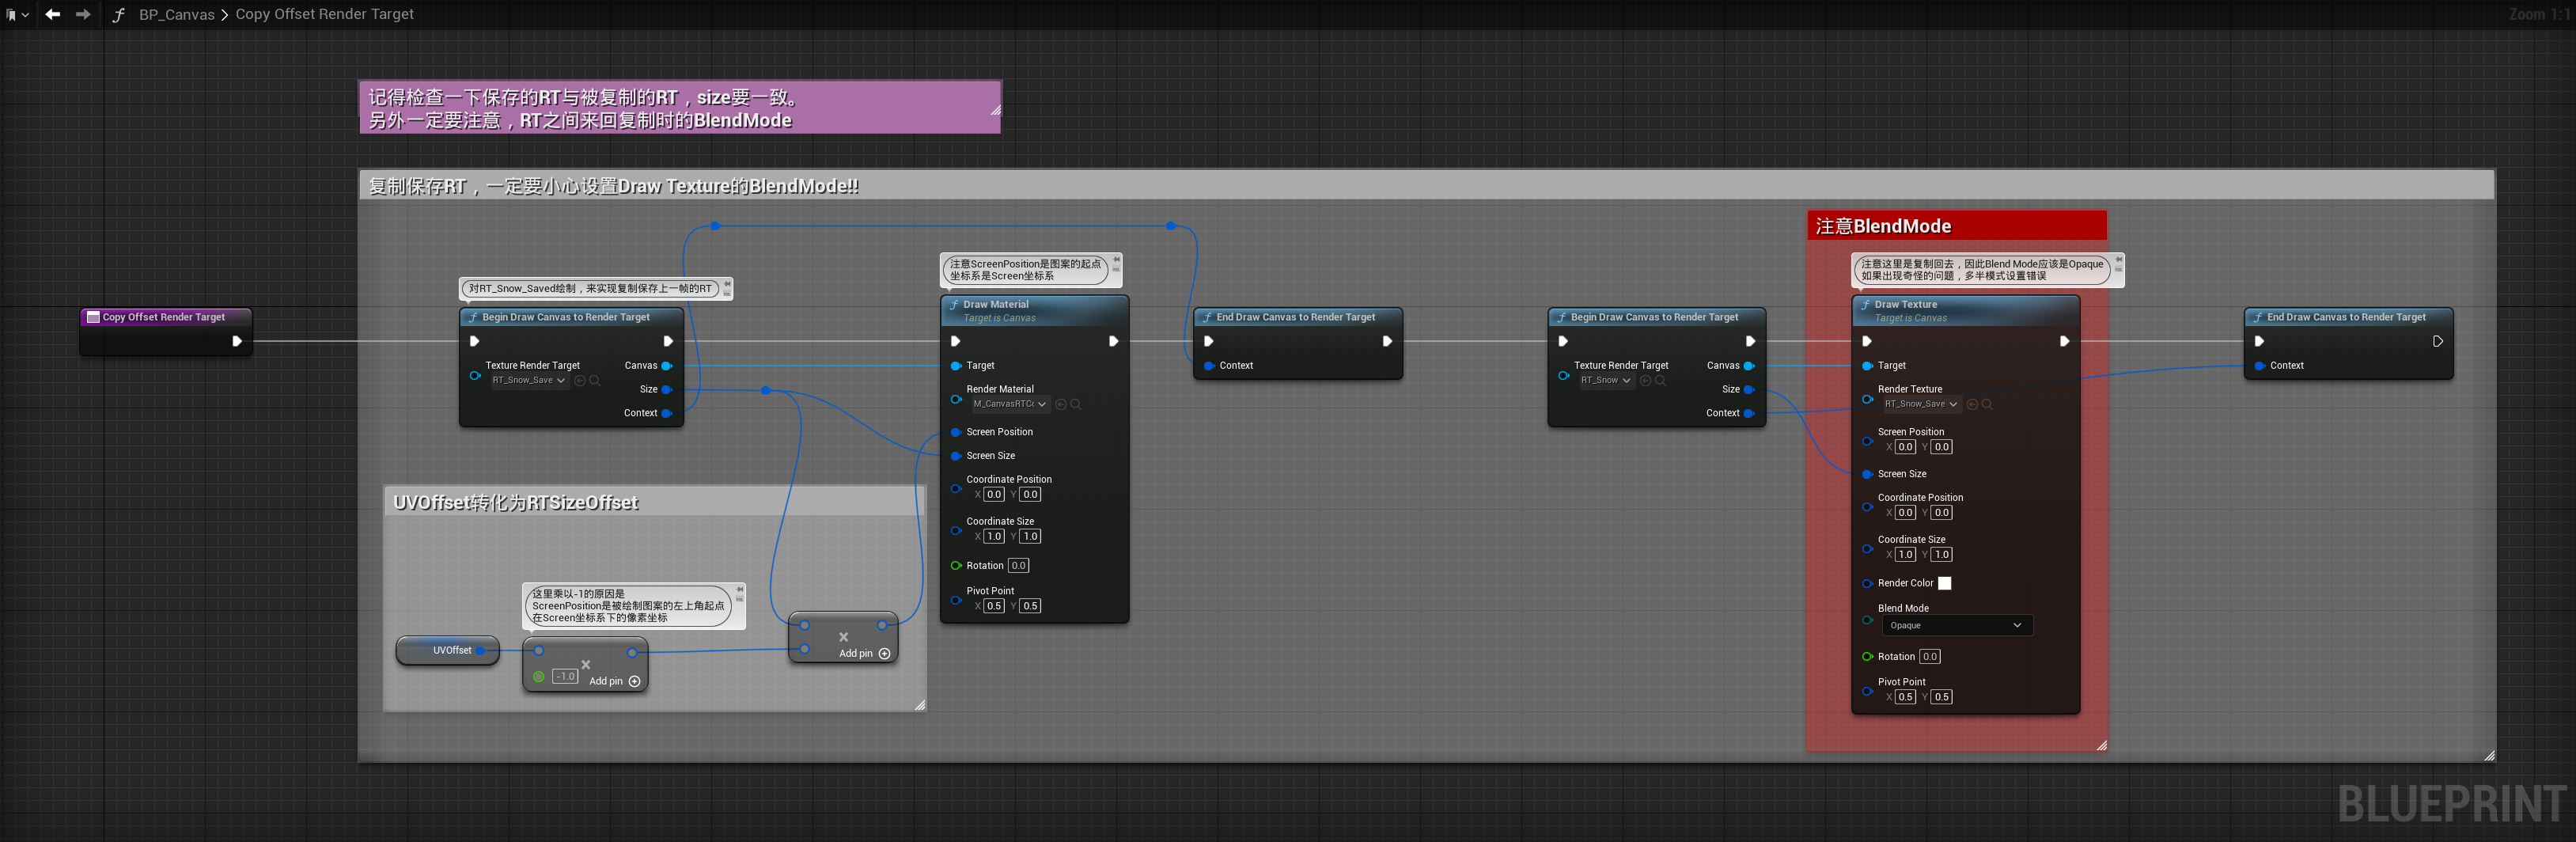 BP_Canvas > Copy Offset Render Target
Zoom 1:1
记得检查一下保存的RT与被复制的RT，size要一致。
另外一定要注意，RT之间来回复制时的BlendMode
复制保存RT，一定要小心设置Draw Texture的BlendMode!!
注意BlendMode
Copy Offset Render Target
对RT_Snow_Saved绘制，来实现复制保存上一帧的RT
Begin Draw Canvas to Render Target
Texture Render Target
RT_Snow_Save
Canvas
Size
Context
注意ScreenPosition是图案的起点
坐标系是Screen坐标系
Draw Material
Target is Canvas
Target
Render Material
M_CanvasRTC
Screen Position
Screen Size
Coordinate Position
X 0.0 Y 0.0
Coordinate Size
X 1.0 Y 1.0
Rotation 0.0
Pivot Point
X 0.5 Y 0.5
End Draw Canvas to Render Target
Context
Begin Draw Canvas to Render Target
Texture Render Target
RT_Snow
Canvas
Size
Context
注意这里是复制回去，因此Blend Mode应该是Opaque
如果出现奇怪的问题，多半模式设置错误
Draw Texture
Target is Canvas
Target
Render Texture
RT_Snow_Save
Screen Position
X 0.0 Y 0.0
Screen Size
Coordinate Position
X 0.0 Y 0.0
Coordinate Size
X 1.0 Y 1.0
Render Color
Blend Mode
Opaque
Rotation 0.0
Pivot Point
X 0.5 Y 0.5
End Draw Canvas to Render Target
Context
UVOffset转化为RTSizeOffset
这里乘以-1的原因是
ScreenPosition是被绘制图案的左上角起点
在Screen坐标系下的像素坐标
UVOffset
×
-1.0
Add pin
×
Add pin
BLUEPRINT